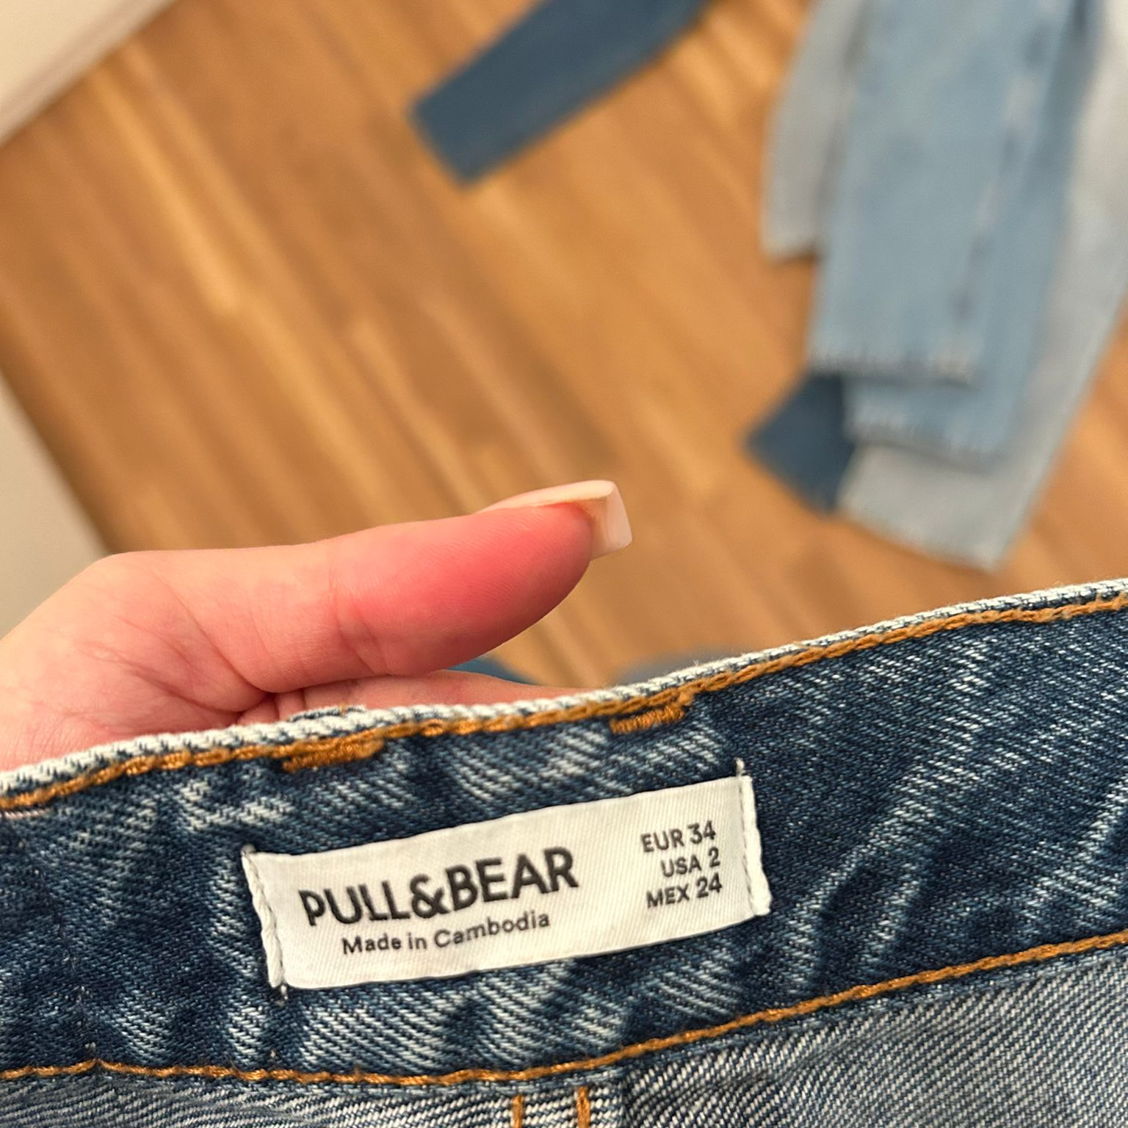 PULL&BEAR
Made in Cambodia
EUR 34
USA 2
MEX 24